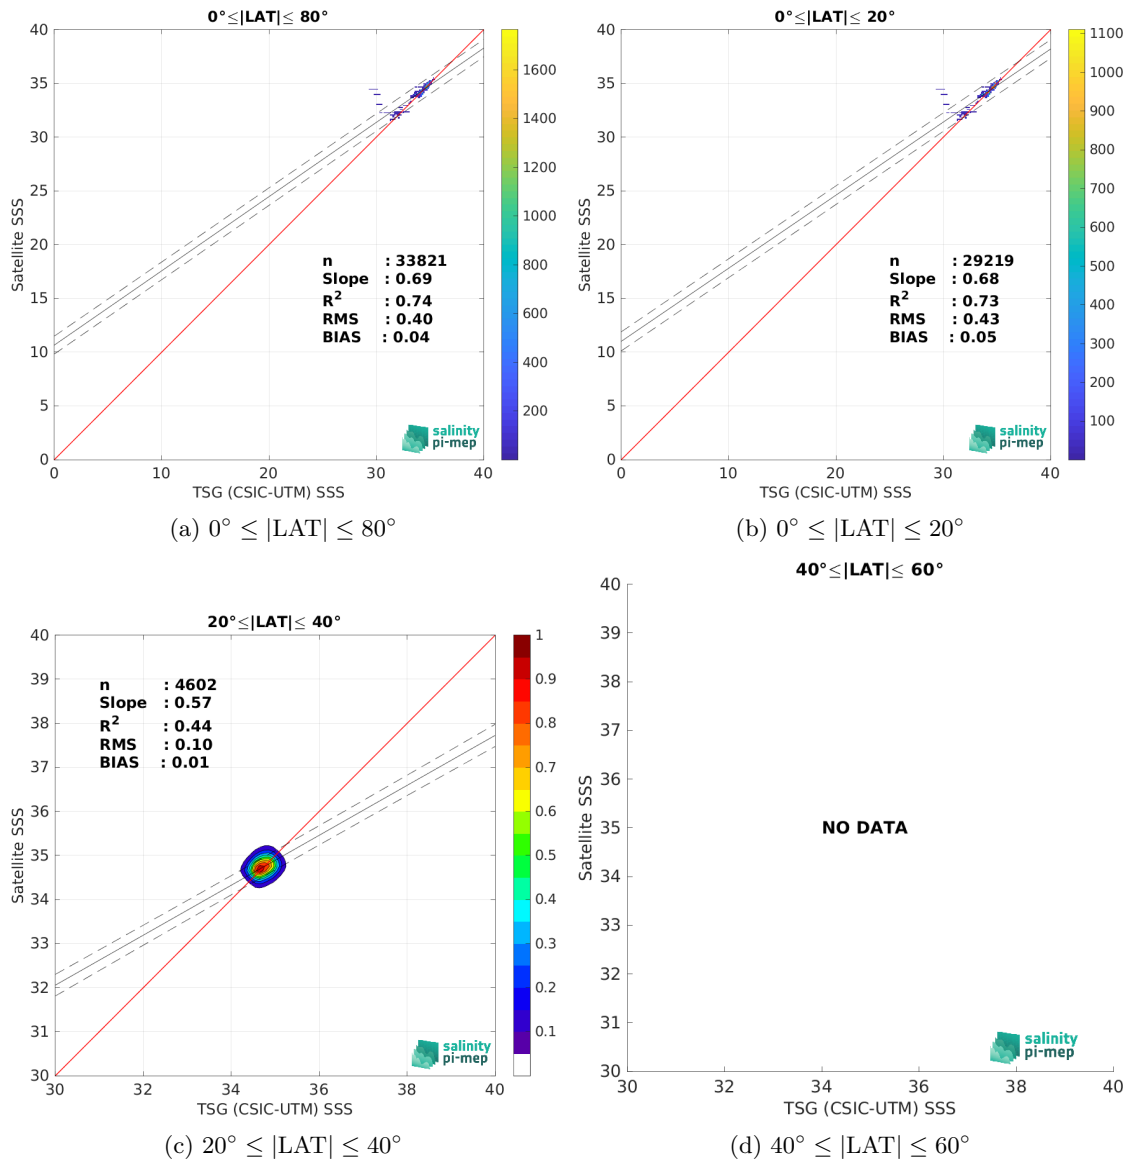 0°≤|LAT|≤ 80°
Satellite SSS
40
35
30
25
20
15
10
5
0
0
10
20
30
40
TSG (CSIC-UTM) SSS
n : 33821
Slope : 0.69
R² : 0.74
RMS : 0.40
BIAS : 0.04
salinity
pi-mep
1600
1400
1200
1000
800
600
400
200
(a) 0° ≤ |LAT| ≤ 80°
0°≤|LAT|≤ 20°
Satellite SSS
40
35
30
25
20
15
10
5
0
0
10
20
30
40
TSG (CSIC-UTM) SSS
n : 29219
Slope : 0.68
R² : 0.73
RMS : 0.43
BIAS : 0.05
salinity
pi-mep
1100
1000
900
800
700
600
500
400
300
200
100
(b) 0° ≤ |LAT| ≤ 20°
20°≤|LAT|≤ 40°
Satellite SSS
40
39
38
37
36
35
34
33
32
31
30
30
32
34
36
38
40
TSG (CSIC-UTM) SSS
n : 4602
Slope : 0.57
R² : 0.44
RMS : 0.10
BIAS : 0.01
salinity
pi-mep
1
0.9
0.8
0.7
0.6
0.5
0.4
0.3
0.2
0.1
(c) 20° ≤ |LAT| ≤ 40°
40°≤|LAT|≤ 60°
Satellite SSS
40
39
38
37
36
35
34
33
32
31
30
30
32
34
36
38
40
TSG (CSIC-UTM) SSS
NO DATA
salinity
pi-mep
(d) 40° ≤ |LAT| ≤ 60°